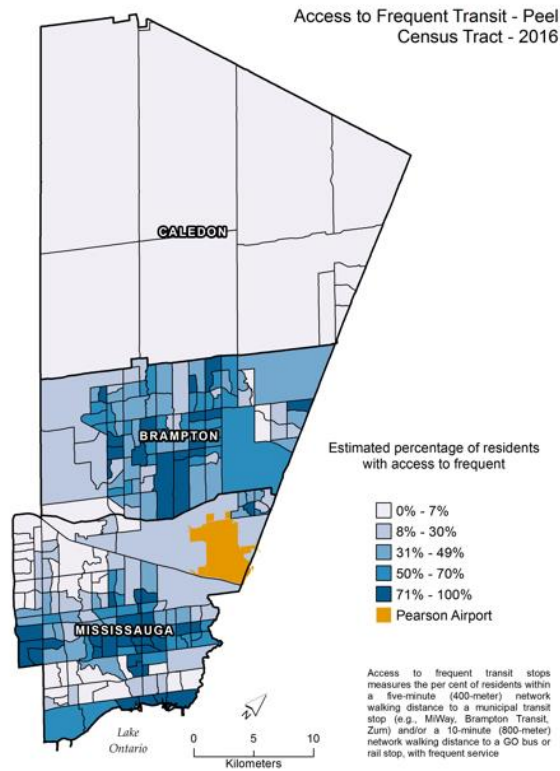 Access to Frequent Transit - Peel
Census Tract - 2016
CALEDON
BRAMPTON
MISSISSAUGA
Estimated percentage of residents
with access to frequent
0% - 7%
8% - 30%
31% - 49%
50% - 70%
71% - 100%
Pearson Airport
Access to frequent transit stops
measures the per cent of residents within
a five-minute (400-meter) network
walking distance to a municipal transit
stop (e.g., MiWay, Brampton Transit,
Zum) and/or a 10-minute (800-meter)
network walking distance to a GO bus or
rail stop, with frequent service
Lake
Ontario
N
0 5 10
Kilometers